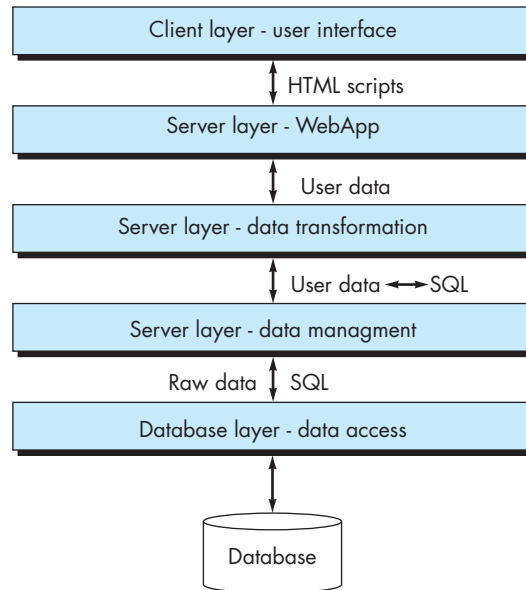 Client layer - user interface
HTML scripts
Server layer - WebApp
User data
Server layer - data transformation
User data SQL
Server layer - data managment
Raw data SQL
Database layer - data access
Database